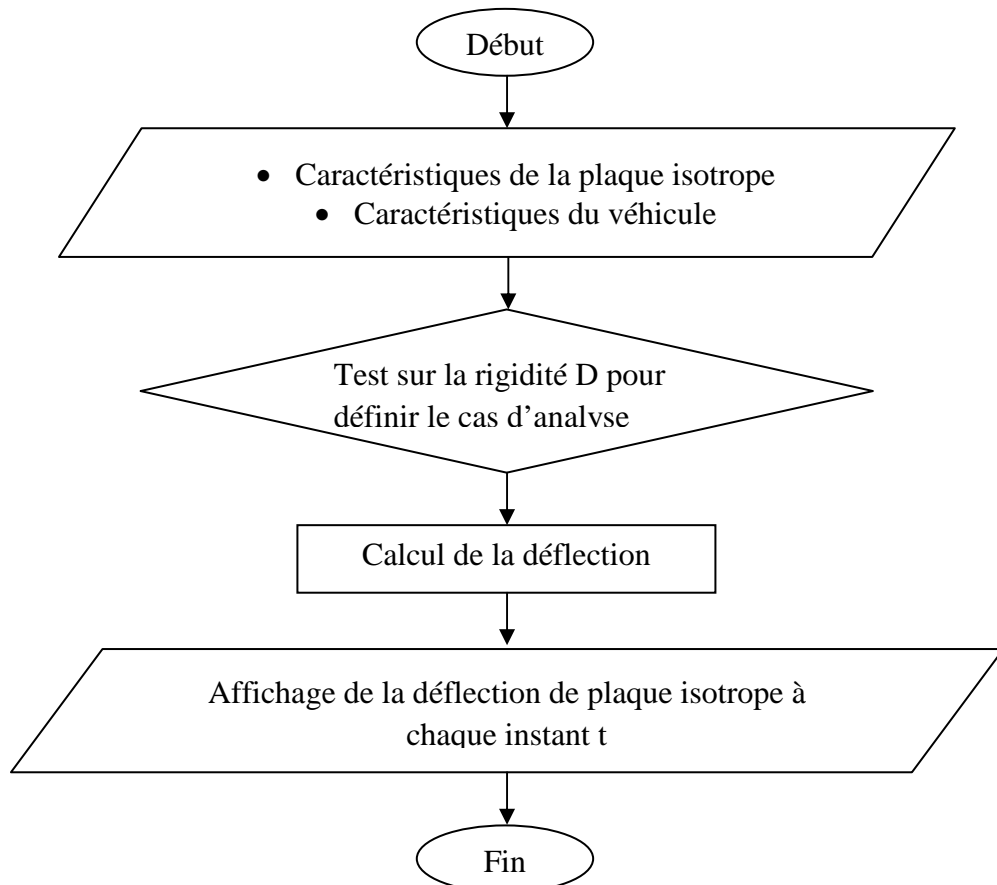 Début
• Caractéristiques de la plaque isotrope
• Caractéristiques du véhicule
Test sur la rigidité D pour
définir le cas d’analyse
Calcul de la déflection
Affichage de la déflection de plaque isotrope à
chaque instant t
Fin